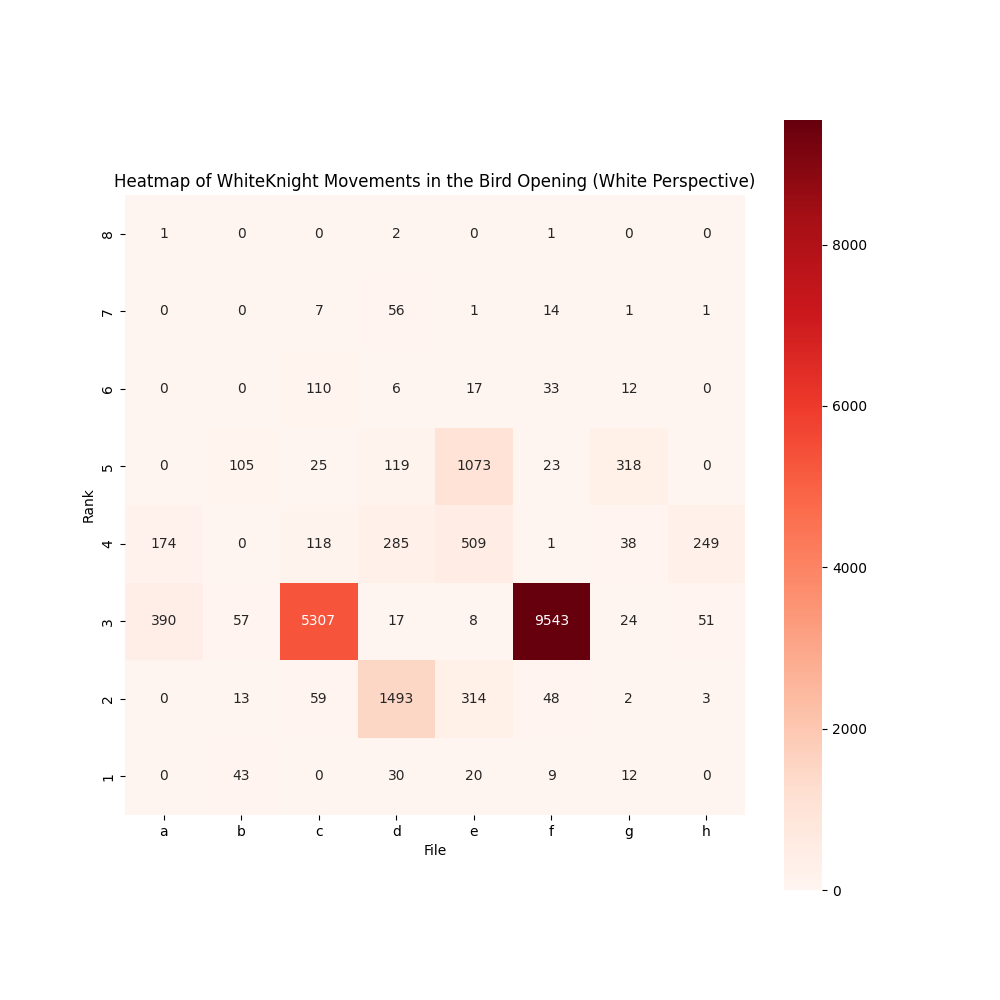 Heatmap of WhiteKnight Movements in the Bird Opening (White Perspective)
8 1 0 0 2 0 1 0 0
7 0 0 7 56 1 14 1 1
6 0 0 110 6 17 33 12 0
5 0 105 25 119 1073 23 318 0
4 174 0 118 285 509 1 38 249
3 390 57 5307 17 8 9543 24 51
2 0 13 59 1493 314 48 2 3
1 0 43 0 30 20 9 12 0
a b c d e f g h
File
Rank
8000
6000
4000
2000
0